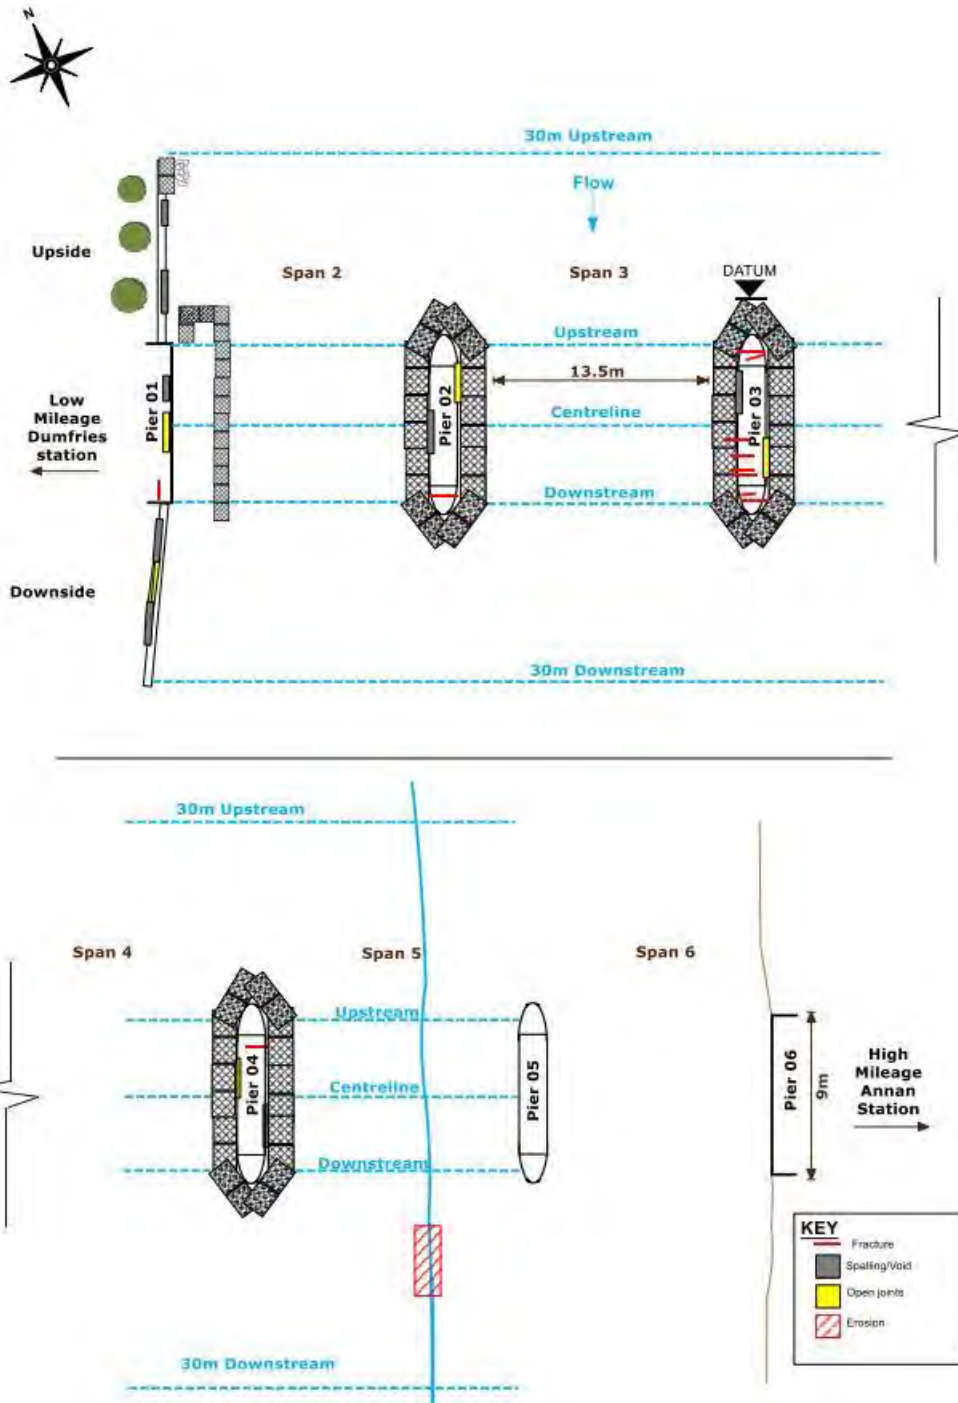 N
30m Upstream
Flow
Upside
Span 2
Span 3
DATUM
Upstream
13.5m
Low
Mileage
Dumfries
station
Pier 01
Pier 02
Pier 03
Centreline
Downstream
Downside
30m Downstream
30m Upstream
Span 4
Span 5
Span 6
Upstream
Pier 04
Centreline
Pier 05
Pier 06
9m
High
Mileage
Annan
Station
Downstream
KEY
Fracture
Spalling/Void
Open joints
Erosion
30m Downstream